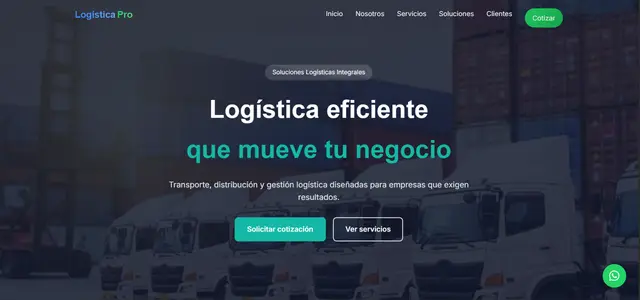 Logística Pro
Inicio Nosotros Servicios Soluciones Clientes Cotizar
Soluciones Logísticas Integrales
Logística eficiente
que mueve tu negocio
Transporte, distribución y gestión logística diseñadas para empresas que exigen
resultados.
Solicitar cotización Ver servicios